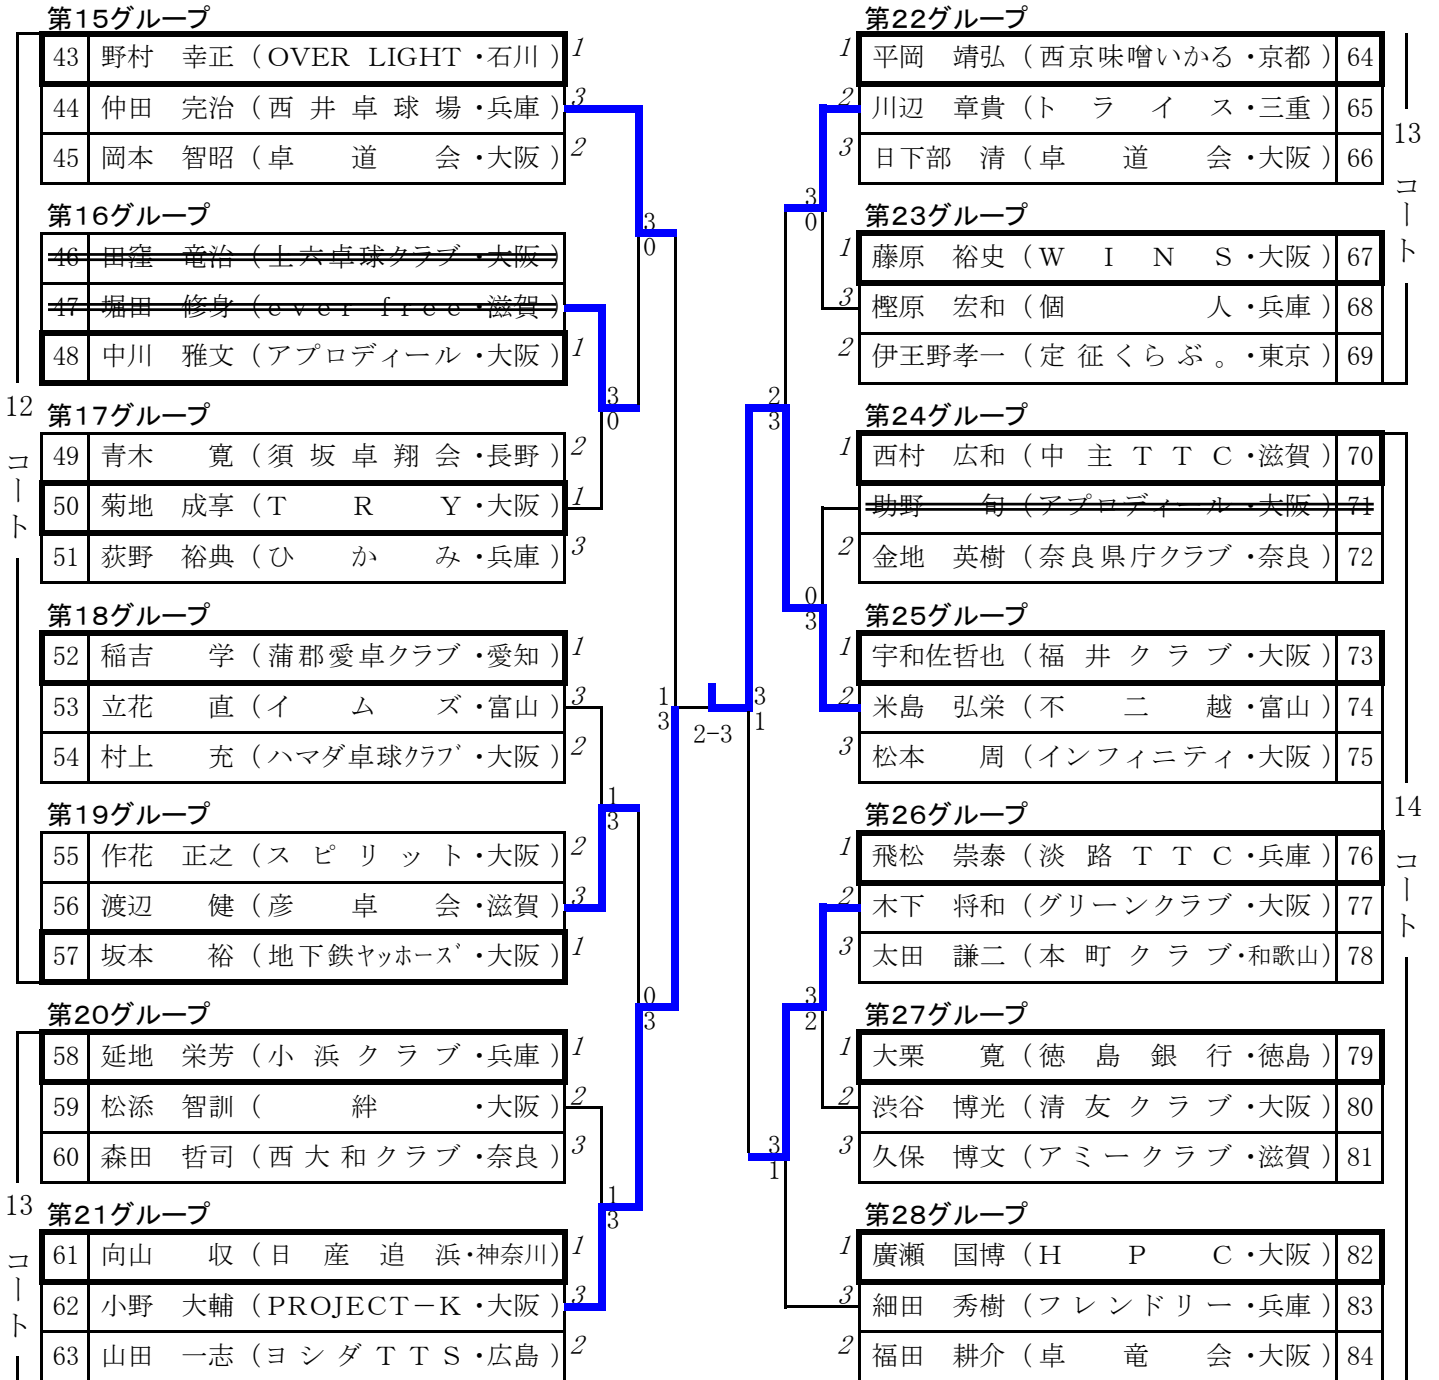 第15グループ
43 野村 幸正 (OVER LIGHT・石川) 1
44 仲田 完治 (西井卓球場・兵庫) 3
45 岡本 智昭 (卓道会・大阪) 2
第16グループ
46 田窪 竜治 (上六卓球クラブ・大阪)
47 堀田 修身 (ever free・滋賀)
48 中川 雅文 (アプロディール・大阪) 1
第17グループ
49 青木 寛 (須坂卓翔会・長野) 2
50 菊地 成享 (TRY・大阪) 1
51 荻野 裕典 (ひかみ・兵庫) 3
第18グループ
52 稲吉 学 (蒲郡愛卓クラブ・愛知) 1
53 立花 直 (イムズ・富山) 3
54 村上 充 (ハマダ卓球クラブ・大阪) 2
第19グループ
55 作花 正之 (スピリット・大阪) 2
56 渡辺 健 (彦卓会・滋賀) 3
57 坂本 裕 (地下鉄ヤッホーズ・大阪) 1
第20グループ
58 延地 栄芳 (小浜クラブ・兵庫) 1
59 松添 智訓 (絆・大阪) 2
60 森田 哲司 (西大和クラブ・奈良) 3
第21グループ
61 向山 収 (日産追浜・神奈川) 1
62 小野 大輔 (PROJECT－K・大阪) 3
63 山田 一志 (ヨシダTTS・広島) 2
12コート
13コート
3
0
3
0
1
3
0
3
1
3
1
3
2-3
3
1
2
3
3
0
0
3
3
2
3
1
第22グループ
1 平岡 靖弘 (西京味噌いかる・京都) 64
2 川辺 章貴 (トライス・三重) 65
3 日下部 清 (卓道会・大阪) 66
第23グループ
1 藤原 裕史 (WINS・大阪) 67
3 樫原 宏和 (個人・兵庫) 68
2 伊王野孝一 (定征くらぶ。・東京) 69
第24グループ
1 西村 広和 (中主TTC・滋賀) 70
助野 旬 (アプロディール・大阪) 71
2 金地 英樹 (奈良県庁クラブ・奈良) 72
第25グループ
1 宇和佐哲也 (福井クラブ・大阪) 73
2 米島 弘栄 (不二越・富山) 74
3 松本 周 (インフィニティ・大阪) 75
第26グループ
1 飛松 崇泰 (淡路TTC・兵庫) 76
2 木下 将和 (グリーンクラブ・大阪) 77
3 太田 謙二 (本町クラブ・和歌山) 78
第27グループ
1 大栗 寛 (徳島銀行・徳島) 79
2 渋谷 博光 (清友クラブ・大阪) 80
3 久保 博文 (アミークラブ・滋賀) 81
第28グループ
1 廣瀬 国博 (HPC・大阪) 82
3 細田 秀樹 (フレンドリー・兵庫) 83
2 福田 耕介 (卓竜会・大阪) 84
13コート
14コート